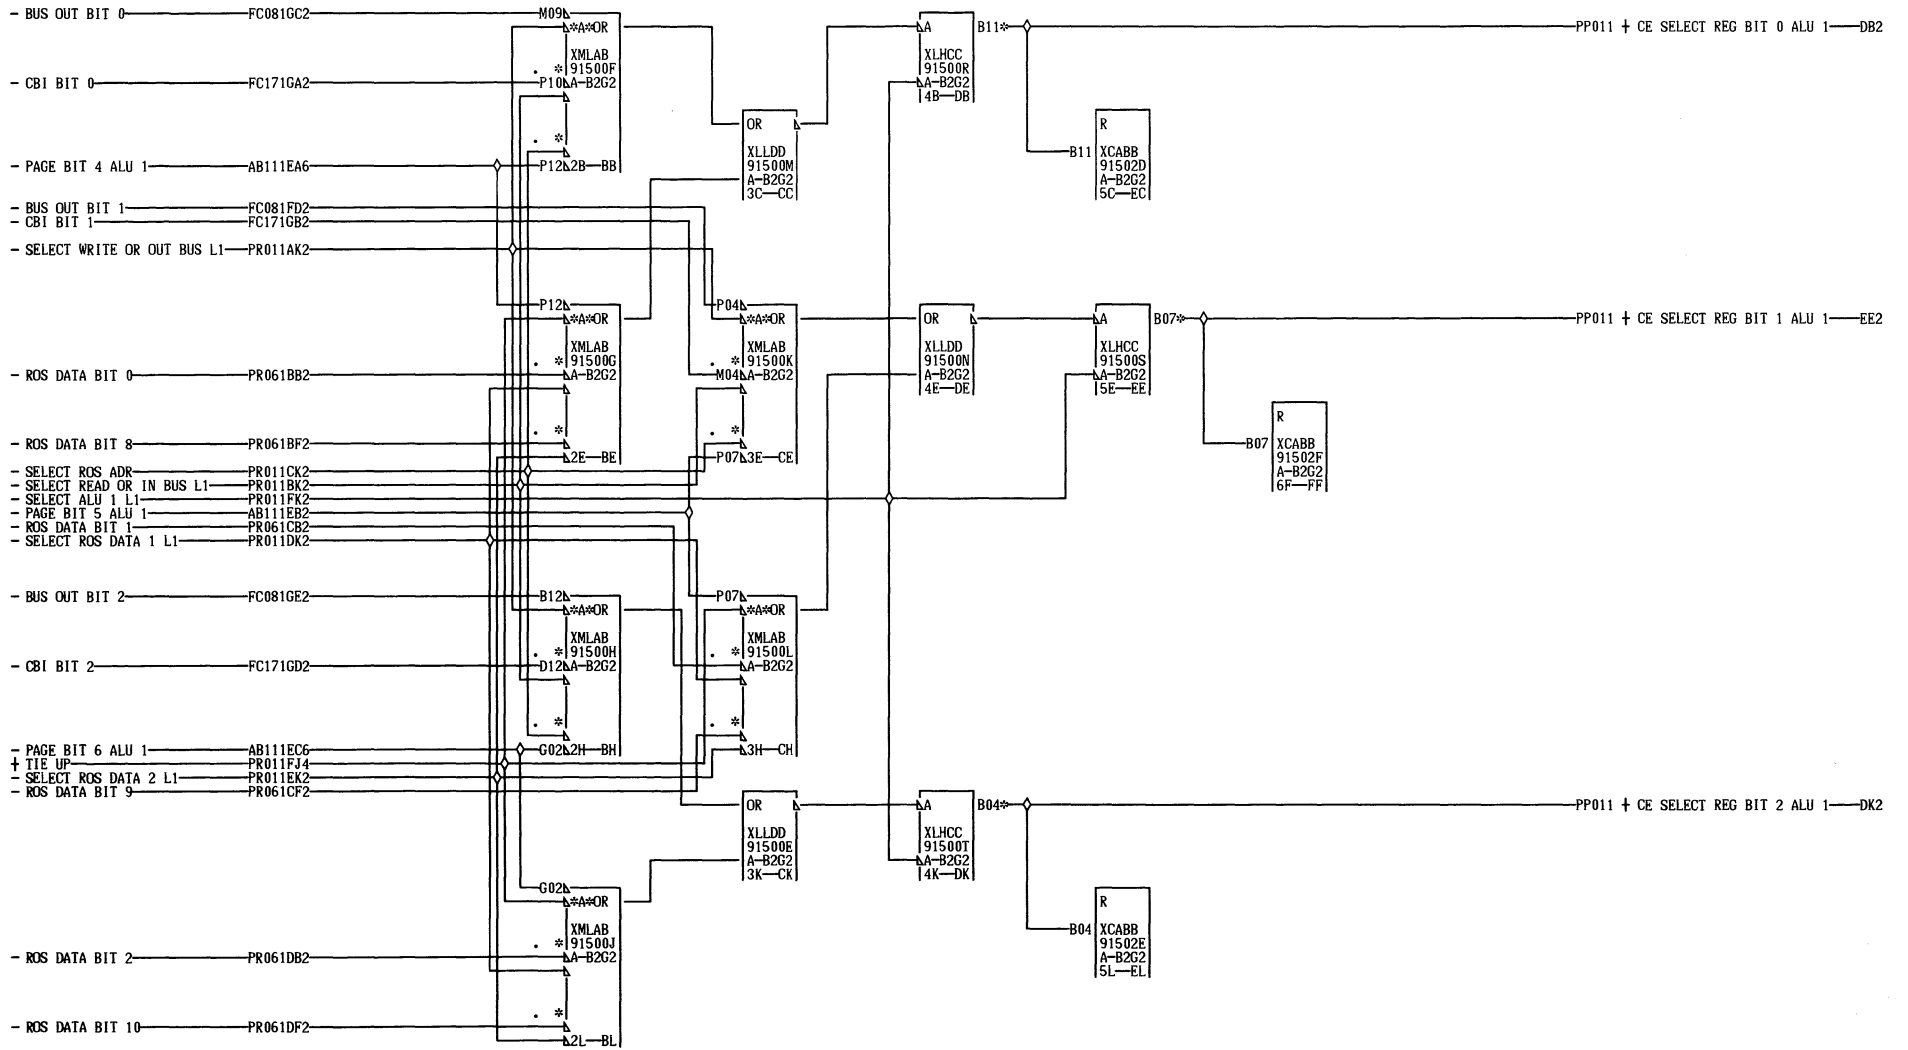 - BUS OUT BIT 0 FC081GC2 M09
*A*OR
XMLAB
. * 91500F
- CBI BIT 0 FC171GA2 P10 A-B2G2
. *
- PAGE BIT 4 ALU 1 AB111EA6 P12 2B-BB
A B11* PP011 + CE SELECT REG BIT 0 ALU 1 DB2
XLHCC
91500R
A-B2G2
4B-DB
OR
XLLDD
91500M
A-B2G2
3C-CC
R
B11 XCABB
91502D
A-B2G2
5C-EC
- BUS OUT BIT 1 FC081FD2
- CBI BIT 1 FC171GB2
- SELECT WRITE OR OUT BUS L1 PR011AK2
P12
*A*OR
XMLAB
. * 91500G
- ROS DATA BIT 0 PR061BB2 A-B2G2
. *
- ROS DATA BIT 8 PR061BF2
2E-BE
P04
*A*OR
XMLAB
. * 91500K
M04 A-B2G2
. *
P07 3E-CE
OR
XLLDD
91500N
A-B2G2
4E-DE
A B07* PP011 + CE SELECT REG BIT 1 ALU 1 EE2
XLHCC
91500S
A-B2G2
5E-EE
R
B07 XCABB
91502F
A-B2G2
6F-FF
- SELECT ROS ADR PR011CK2
- SELECT READ OR IN BUS L1 PR011BK2
- SELECT ALU 1 L1 PR011FK2
- PAGE BIT 5 ALU 1 AB111EB2
- ROS DATA BIT 1 PR061CB2
- SELECT ROS DATA 1 L1 PR011DK2
- BUS OUT BIT 2 FC081GE2 B12
*A*OR
XMLAB
. * 91500H
- CBI BIT 2 FC171GD2 D12 A-B2G2
. *
- PAGE BIT 6 ALU 1 AB111EC6 G02 2H-BH
P07
*A*OR
XMLAB
. * 91500L
A-B2G2
. *
3H-CH
+ TIE UP PR011FJ4
- SELECT ROS DATA 2 L1 PR011EK2
- ROS DATA BIT 9 PR061CF2
OR
XLLDD
91500E
A-B2G2
3K-CK
A B04* PP011 + CE SELECT REG BIT 2 ALU 1 DK2
XLHCC
91500T
A-B2G2
4K-DK
G02
*A*OR
XMLAB
. * 91500J
- ROS DATA BIT 2 PR061DB2 A-B2G2
. *
- ROS DATA BIT 10 PR061DF2
2L-BL
R
B04 XCABB
91502E
A-B2G2
5L-EL